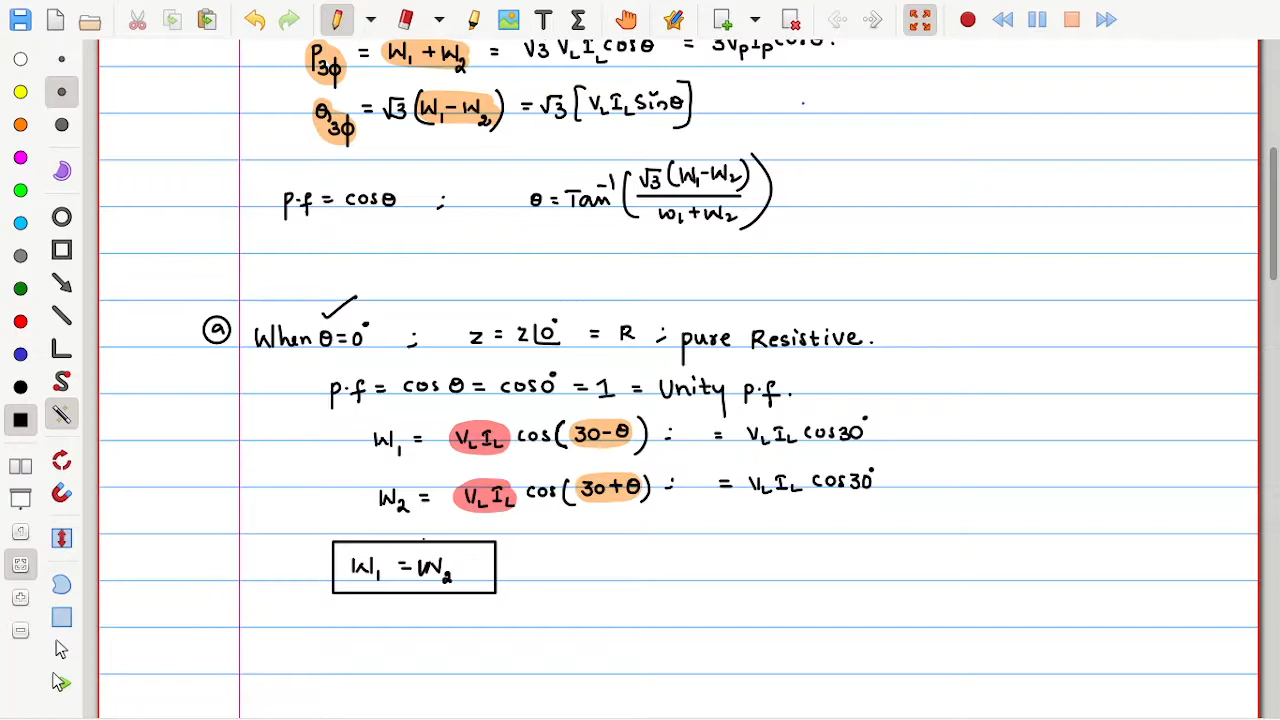 P3ϕ = W1 + W2 = √3 VL IL cosθ = 3VpIpcosθ.
Q3ϕ = √3 (W1 - W2) = √3 [VL IL Sinθ]
p.f = cosθ ; θ = Tan⁻¹ (√3 (W1-W2) / W1+W2)
ⓐ When θ=0° ; Z = Z∠0° = R ; pure Resistive.
p.f = cos θ = cos0° = 1 = Unity p.f.
W1 = VL IL cos(30-θ) ; = VL IL cos30°
W2 = VL IL cos(30+θ) ; = VL IL cos30°
W1 = W2